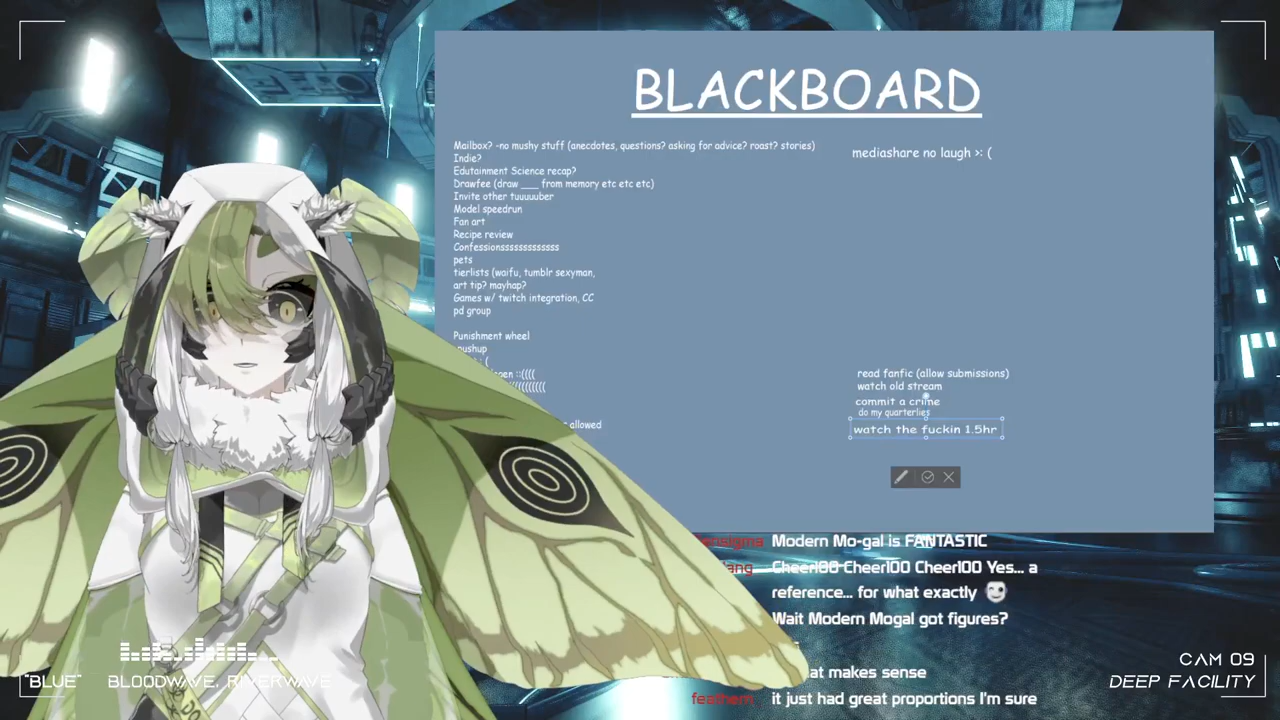 BLACKBOARD
Mailbox? -no mushy stuff (anecdotes, questions? asking for advice? roast? stories)
Indie?
Edutainment Science recap?
Drawfee (draw ___ from memory etc etc etc)
Invite other tuuuuuber
Model speedrun
Fan art
Recipe review
Confessionsssssssssssss
pets
tierlists (waifu, tumblr sexyman,
art tip? mayhap?
Games w/ twitch integration, CC
pd group
Punishment wheel
pushup
: (
::((((
((((((((((((
allowed
mediashare no laugh >: (
read fanfic (allow submissions)
watch old stream
commit a crime
do my quarterlies
watch the fuckin 1.5hr
Modern Mo-gal is FANTASTIC
Cheer100 Cheer100 Cheer100 Yes... a
reference... for what exactly
Wait Modern Mogal got figures?
makes sense
feathern it just had great proportions I'm sure
"BLUE" BLOODWAVE, RIVERWAVE
CAM 09
DEEP FACILITY